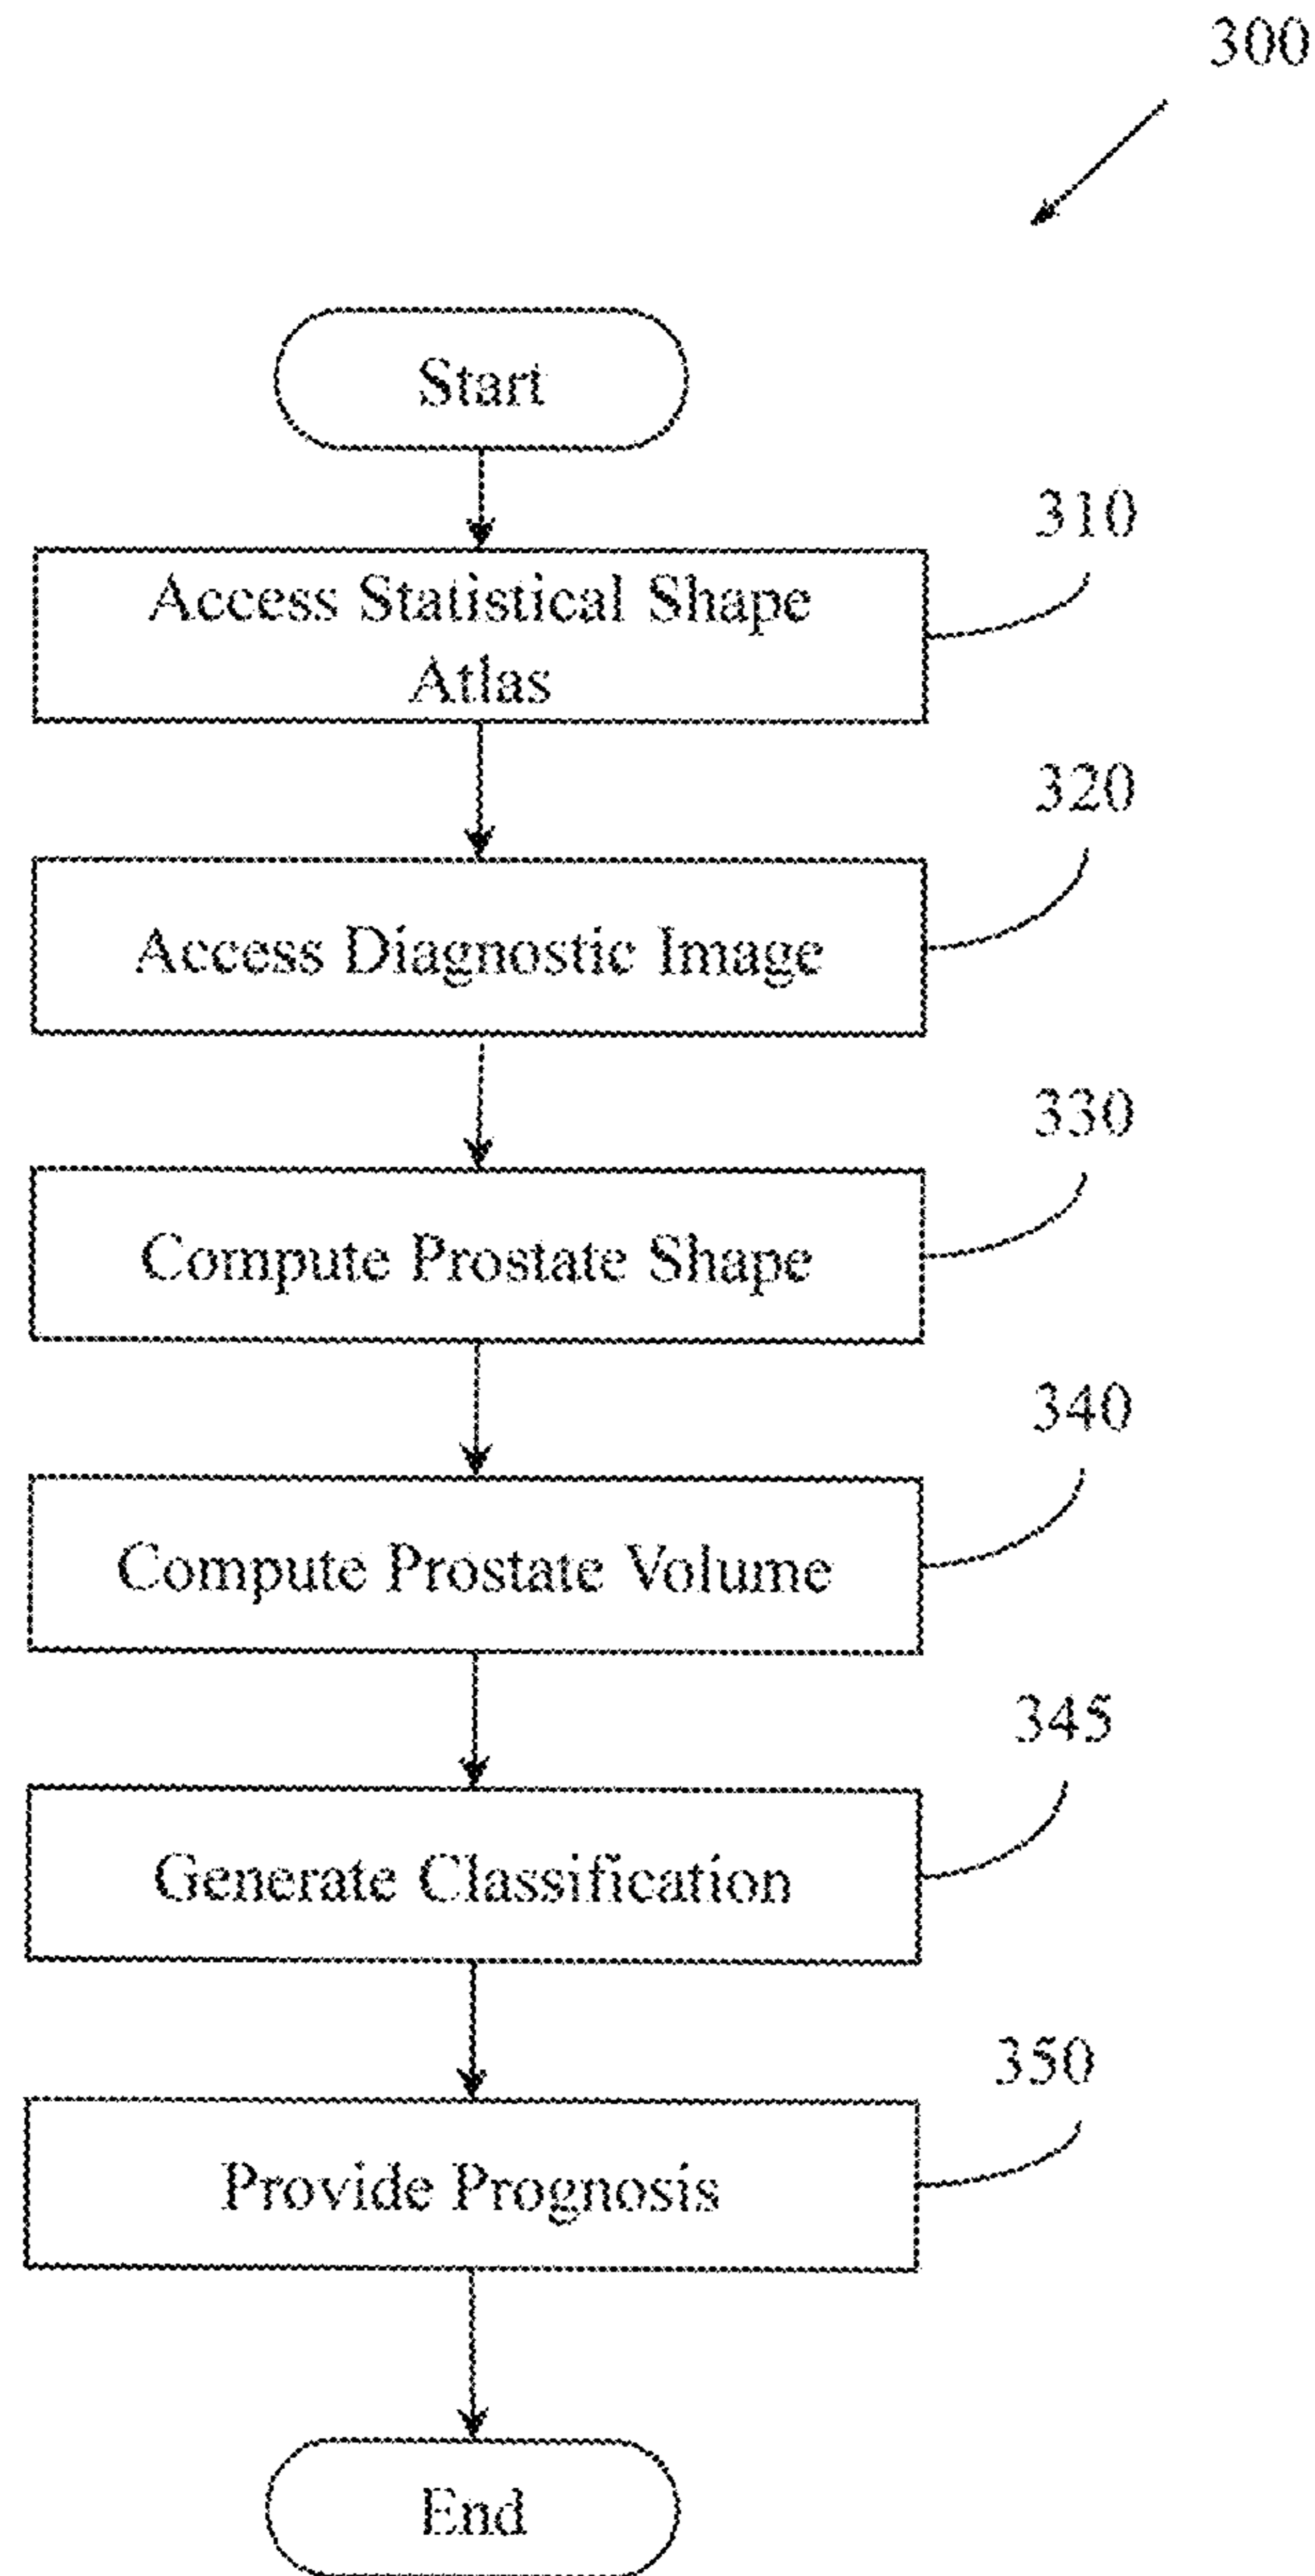 300
Start
310
Access Statistical Shape
Atlas
320
Access Diagnostic Image
330
Compute Prostate Shape
340
Compute Prostate Volume
345
Generate Classification
350
Provide Prognosis
End